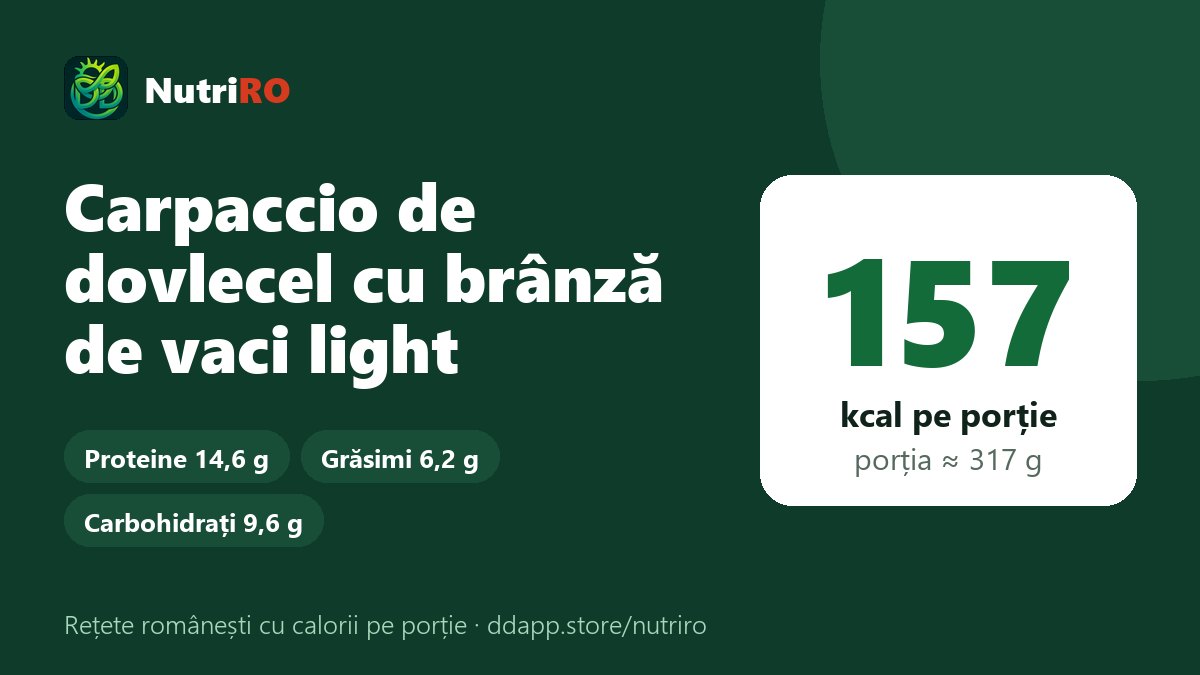 NutriRO
Carpaccio de
dovlecel cu brânză
de vaci light
Proteine 14,6 g
Grăsimi 6,2 g
Carbohidrați 9,6 g
157
kcal pe porție
porția ≈ 317 g
Rețete românești cu calorii pe porție · ddapp.store/nutriro